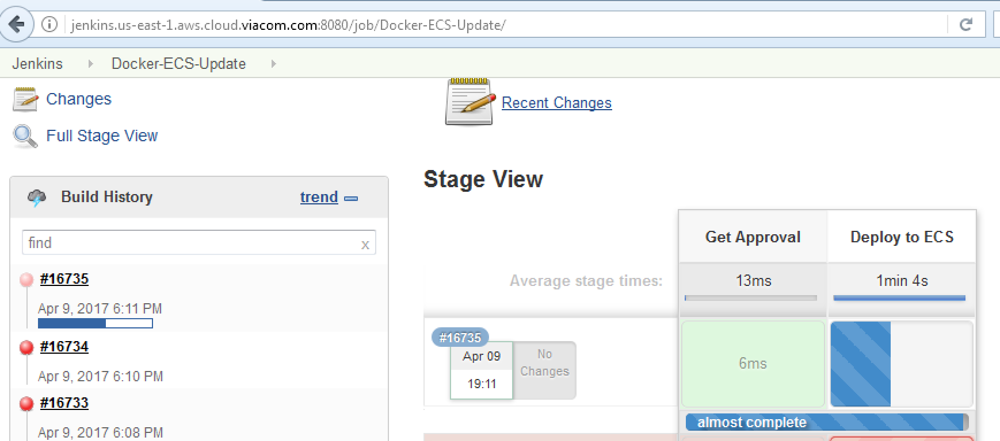 jenkins.us-east-1.aws.cloud.viacom.com:8080/job/Docker-ECS-Update/
Jenkins Docker-ECS-Update
Changes
Full Stage View
Recent Changes
Build History trend
find x
#16735
Apr 9, 2017 6:11 PM
#16734
Apr 9, 2017 6:10 PM
#16733
Apr 9, 2017 6:08 PM
Stage View
Get Approval Deploy to ECS
Average stage times: 13ms 1min 4s
#16735
Apr 09
19:11
No
Changes
6ms
almost complete